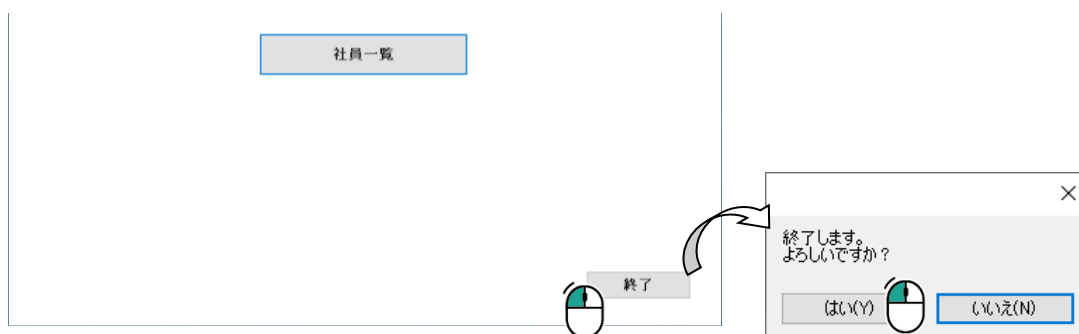 社員一覧
終了
終了します。
よろしいですか？
はい(Y)
いいえ(N)